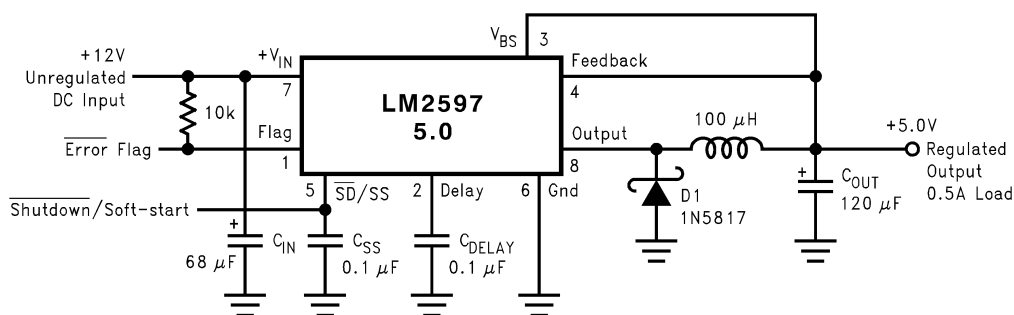 V_BS 3
+12V
Unregulated
DC Input
+V_IN
7
Feedback
4
LM2597
5.0
10k
Flag
1
Error Flag
Output
8
100 μH
+5.0V
Regulated
Output
0.5A Load
+
C_OUT
120 μF
D1
1N5817
5
SD/SS
2
Delay
6
Gnd
Shutdown/Soft-start
+
C_IN
68 μF
C_SS
0.1 μF
C_DELAY
0.1 μF